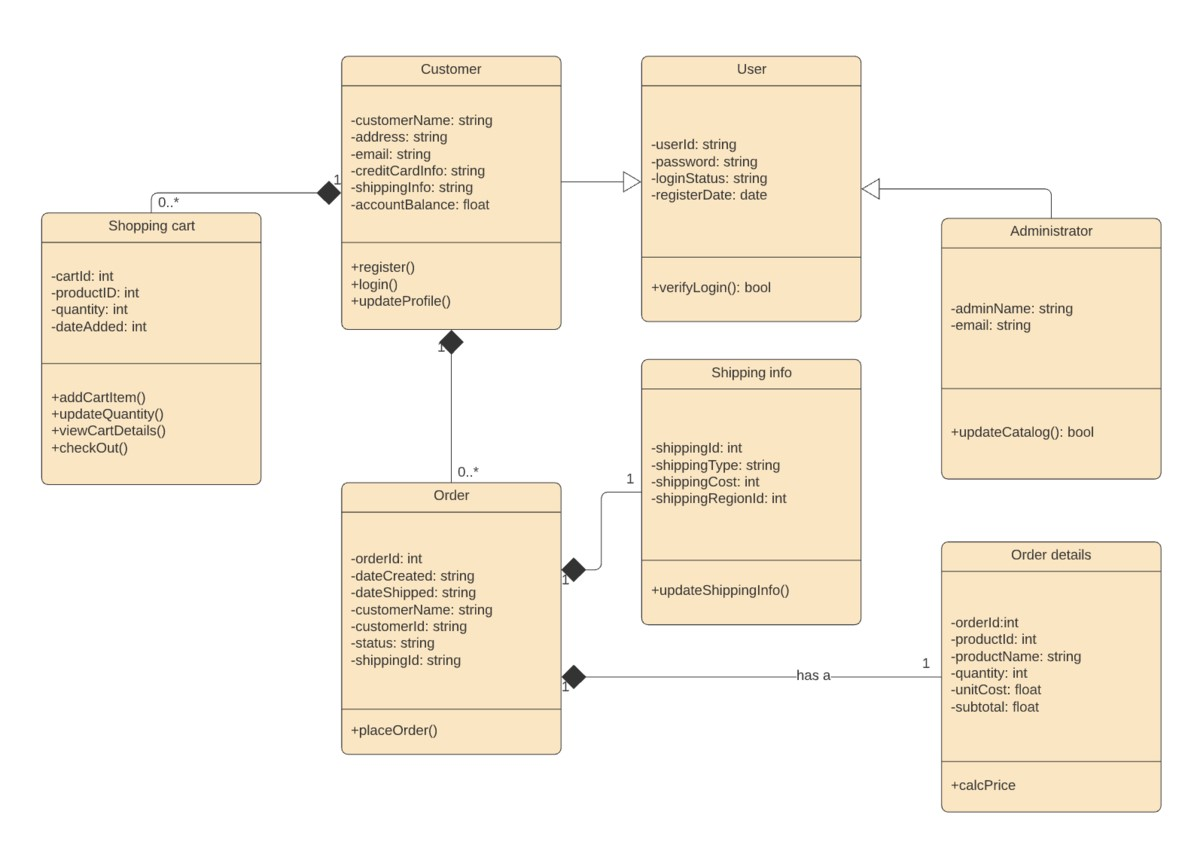 Customer
-customerName: string
-address: string
-email: string
-creditCardInfo: string
-shippingInfo: string
-accountBalance: float
+register()
+login()
+updateProfile()
User
-userId: string
-password: string
-loginStatus: string
-registerDate: date
+verifyLogin(): bool
1
0..*
Shopping cart
-cartId: int
-productID: int
-quantity: int
-dateAdded: int
+addCartItem()
+updateQuantity()
+viewCartDetails()
+checkOut()
Administrator
-adminName: string
-email: string
+updateCatalog(): bool
1
0..*
Shipping info
-shippingId: int
-shippingType: string
-shippingCost: int
-shippingRegionId: int
+updateShippingInfo()
1
1
Order
-orderId: int
-dateCreated: string
-dateShipped: string
-customerName: string
-customerId: string
-status: string
-shippingId: string
+placeOrder()
1
has a
1
Order details
-orderId:int
-productId: int
-productName: string
-quantity: int
-unitCost: float
-subtotal: float
+calcPrice